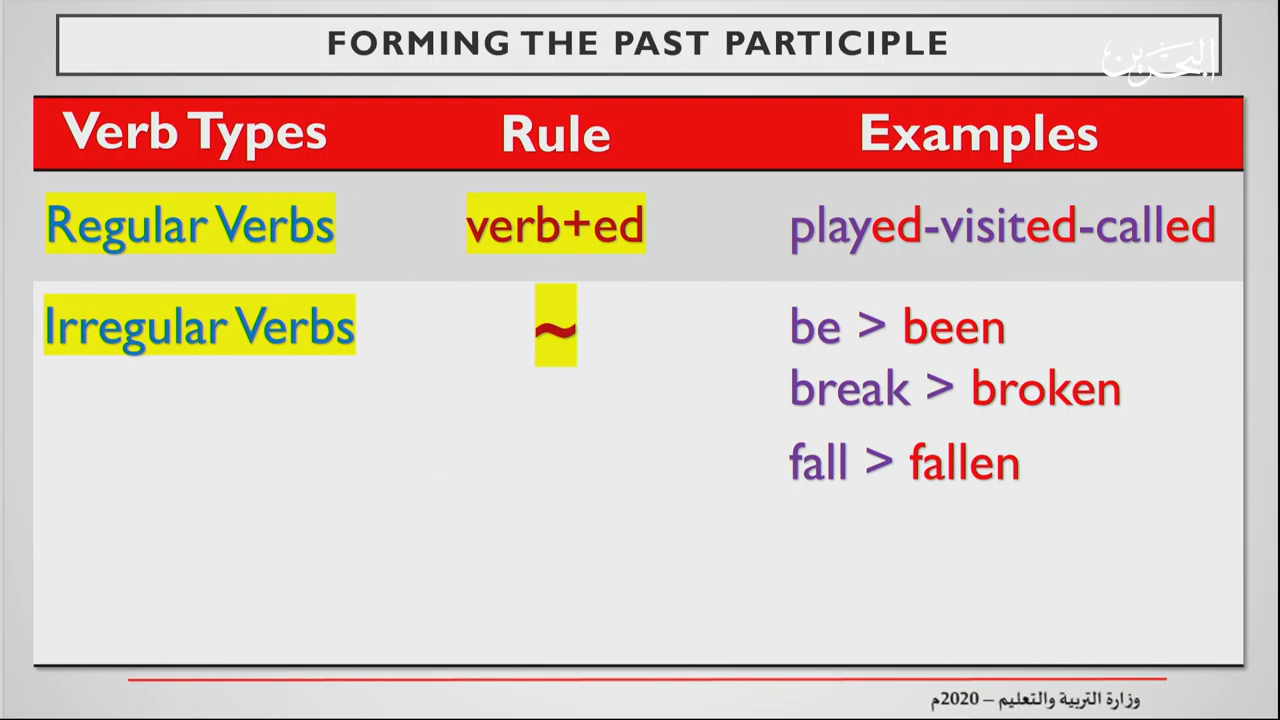 FORMING THE PAST PARTICIPLE
البحرين
Verb Types Rule Examples
Regular Verbs verb+ed played-visited-called
Irregular Verbs ~ be > been
break > broken
fall > fallen
وزارة التربية والتعليم – 2020م